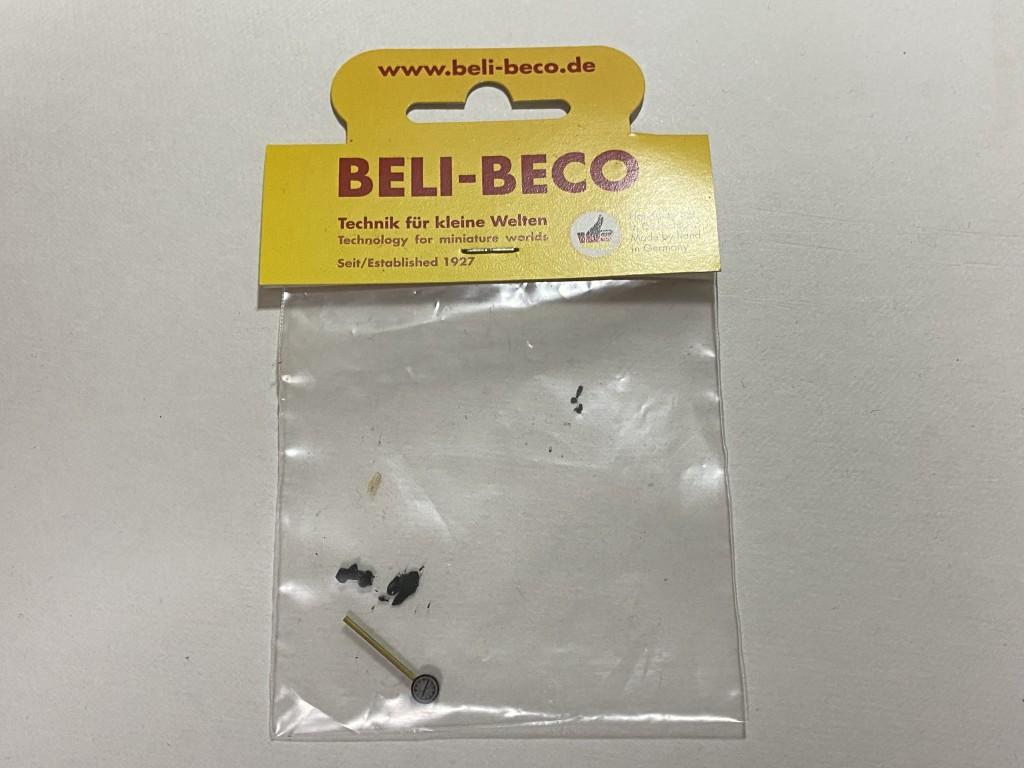 www.beli-beco.de
BELI-BECO
Technik für kleine Welten
Technology for miniature worlds
Seit/Established 1927
Made by hand
in Germany